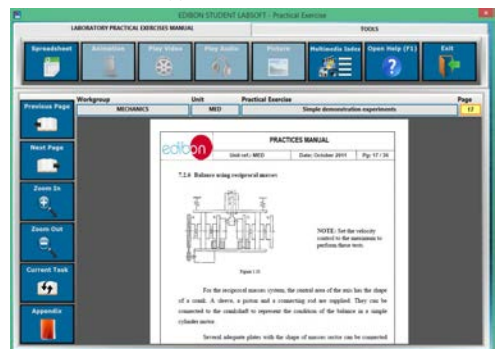 EDIBON STUDENT LABSOFT - Practical Exercise
LABORATORY PRACTICAL EXERCISES MANUAL
TOOLS
Spreadsheet
Animation
Play Video
Play Audio
Picture
Multimedia Index
Open Help (F1)
Exit
Previous Page
Next Page
Zoom In
Zoom Out
Current Task
Appendix
Workgroup
Unit
Practical Exercise
Page
MECHANICS
MED
Simple demonstration experiments
17
edibon
PRACTICES MANUAL
Unit ref.: MED
Date: October 2011
Pg: 17 / 36
7.2.6 Balance using reciprocal masses
NOTE: Set the velocity
control to the maximum to
perform these tests.
For the reciprocal masses system, the central area of the axis has the shape
of a crank. A sleeve, a piston and a connecting rod are supplied. They can be
connected to the crankshaft to represent the condition of the balance in a single
cylinder motor.
Several adequate plates with the shape of masses sector can be connected